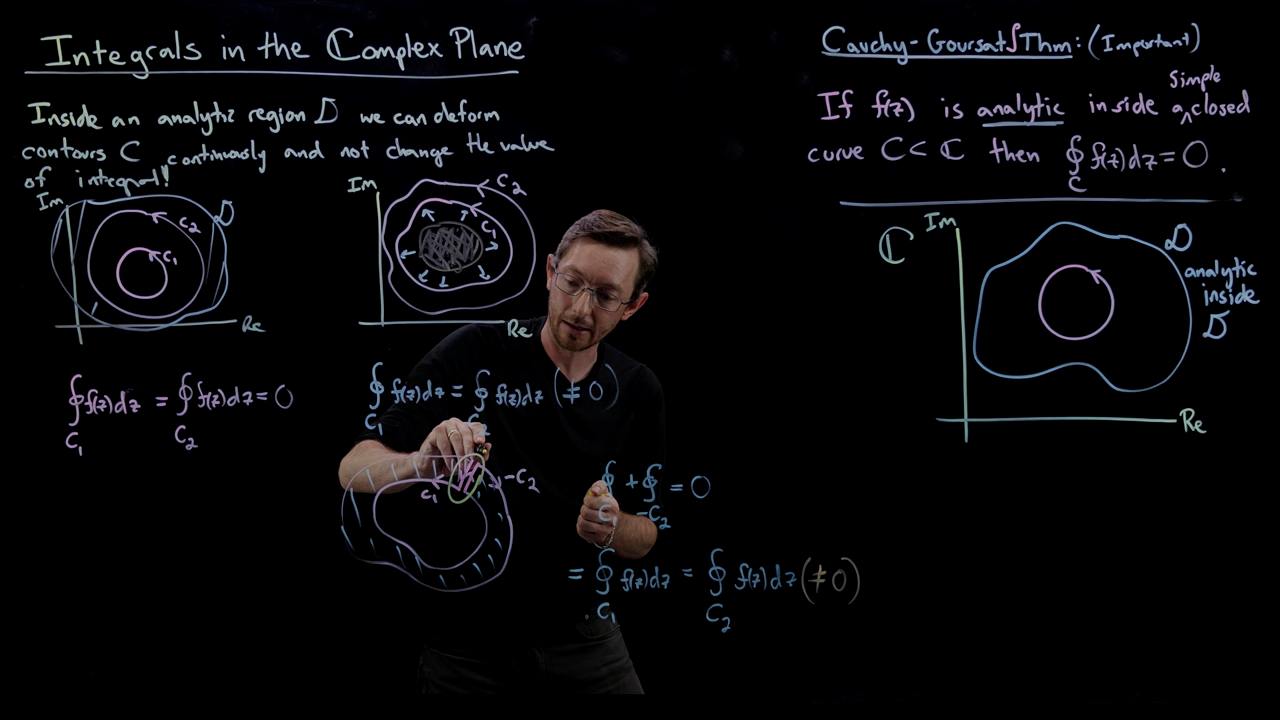 Integrals in the Complex Plane
Inside an analytic region D we can deform
contours C continuously and not change the value
of integral!
Im
D
C₂
C₁
Re
∮f(z)dz = ∮f(z)dz = 0
C₁ C₂
Im
C₂
C₁
Re
∮ f(z)dz = ∮ f(z)dz (≠ 0)
C₁ C₂
C₁
-C₂
∮ + ∮ = 0
C₁ -C₂
= ∮ f(z)dz = ∮ f(z)dz (≠ 0)
C₁ C₂
Cauchy-Goursat ∫ Thm: (Important)
Simple
If f(z) is analytic inside a ^ closed
curve C < ℂ then ∮ f(z)dz = 0.
C
ℂ
Im
D
analytic
inside
D
Re